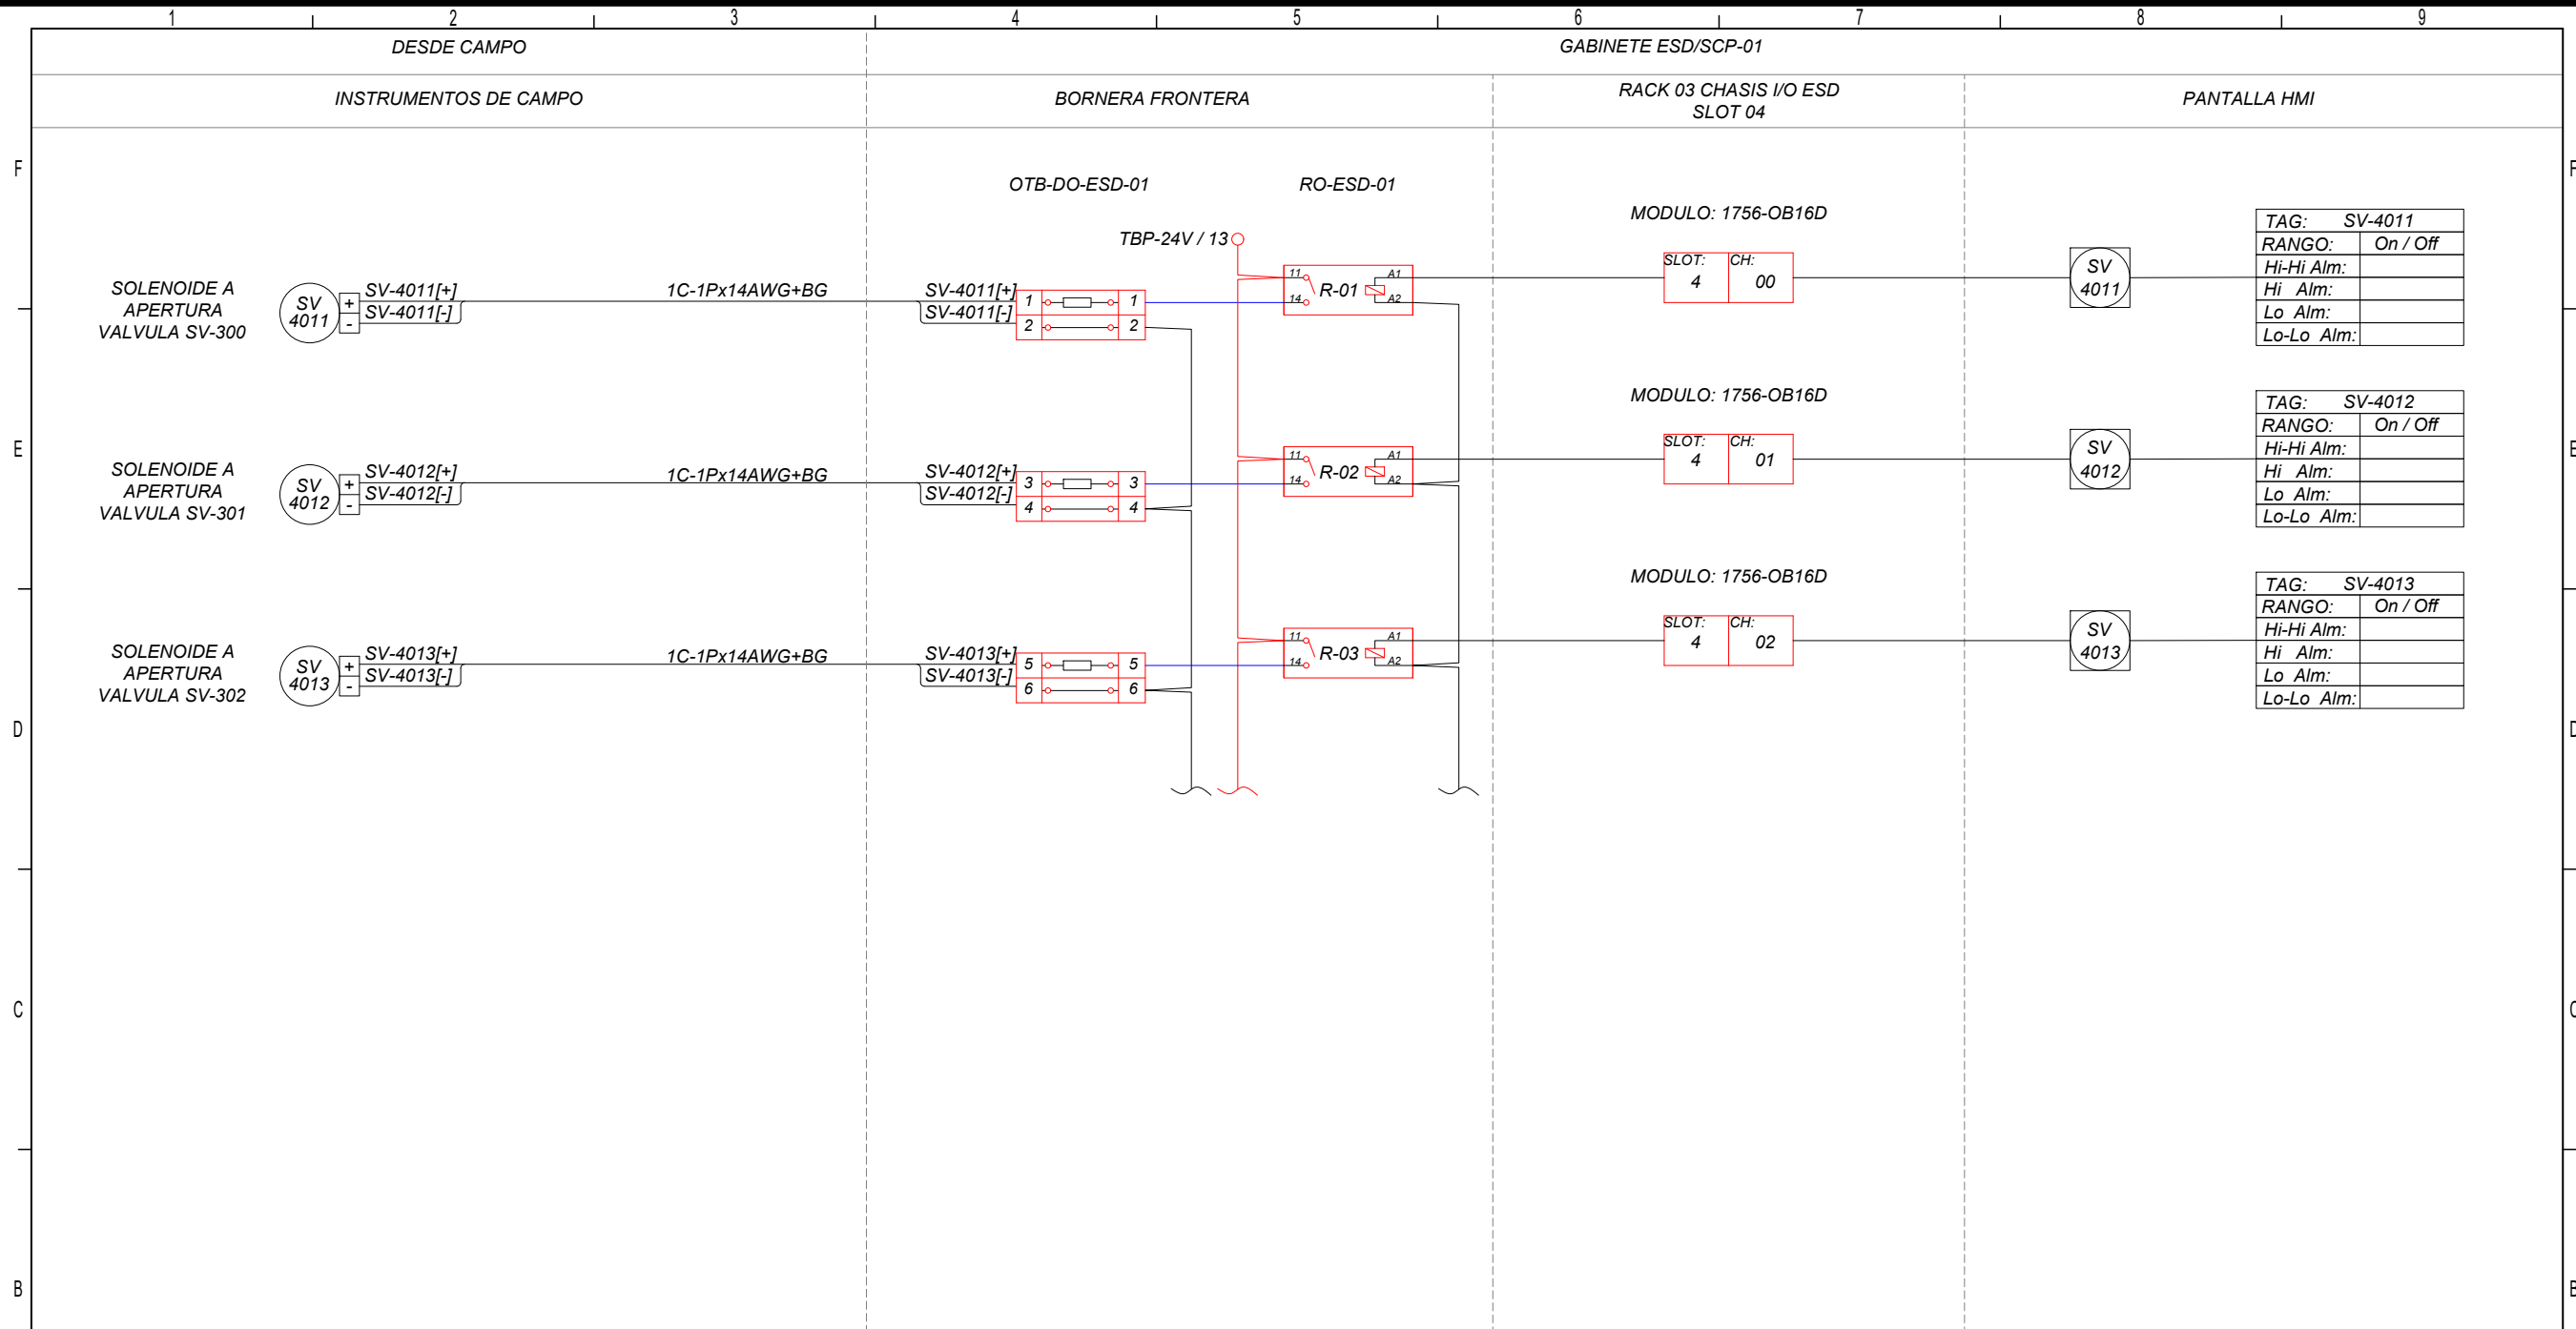 1 2 3 4 5 6 7 8 9
DESDE CAMPO
GABINETE ESD/SCP-01
INSTRUMENTOS DE CAMPO
BORNERA FRONTERA
RACK 03 CHASIS I/O ESD
SLOT 04
PANTALLA HMI
F
F
OTB-DO-ESD-01
RO-ESD-01
TBP-24V / 13
MODULO: 1756-OB16D
SOLENOIDE A
APERTURA
VALVULA SV-300
SV
4011
+
-
SV-4011[+]
SV-4011[-]
1C-1Px14AWG+BG
SV-4011[+]
SV-4011[-]
1 1
2 2
11
14
R-01
A1
A2
SLOT:
4
CH:
00
SV
4011
TAG: SV-4011
RANGO: On / Off
Hi-Hi Alm:
Hi Alm:
Lo Alm:
Lo-Lo Alm:
E
E
MODULO: 1756-OB16D
SOLENOIDE A
APERTURA
VALVULA SV-301
SV
4012
+
-
SV-4012[+]
SV-4012[-]
1C-1Px14AWG+BG
SV-4012[+]
SV-4012[-]
3 3
4 4
11
14
R-02
A1
A2
SLOT:
4
CH:
01
SV
4012
TAG: SV-4012
RANGO: On / Off
Hi-Hi Alm:
Hi Alm:
Lo Alm:
Lo-Lo Alm:
MODULO: 1756-OB16D
SOLENOIDE A
APERTURA
VALVULA SV-302
SV
4013
+
-
SV-4013[+]
SV-4013[-]
1C-1Px14AWG+BG
SV-4013[+]
SV-4013[-]
5 5
6 6
11
14
R-03
A1
A2
SLOT:
4
CH:
02
SV
4013
TAG: SV-4013
RANGO: On / Off
Hi-Hi Alm:
Hi Alm:
Lo Alm:
Lo-Lo Alm:
D
D
C
C
B
B